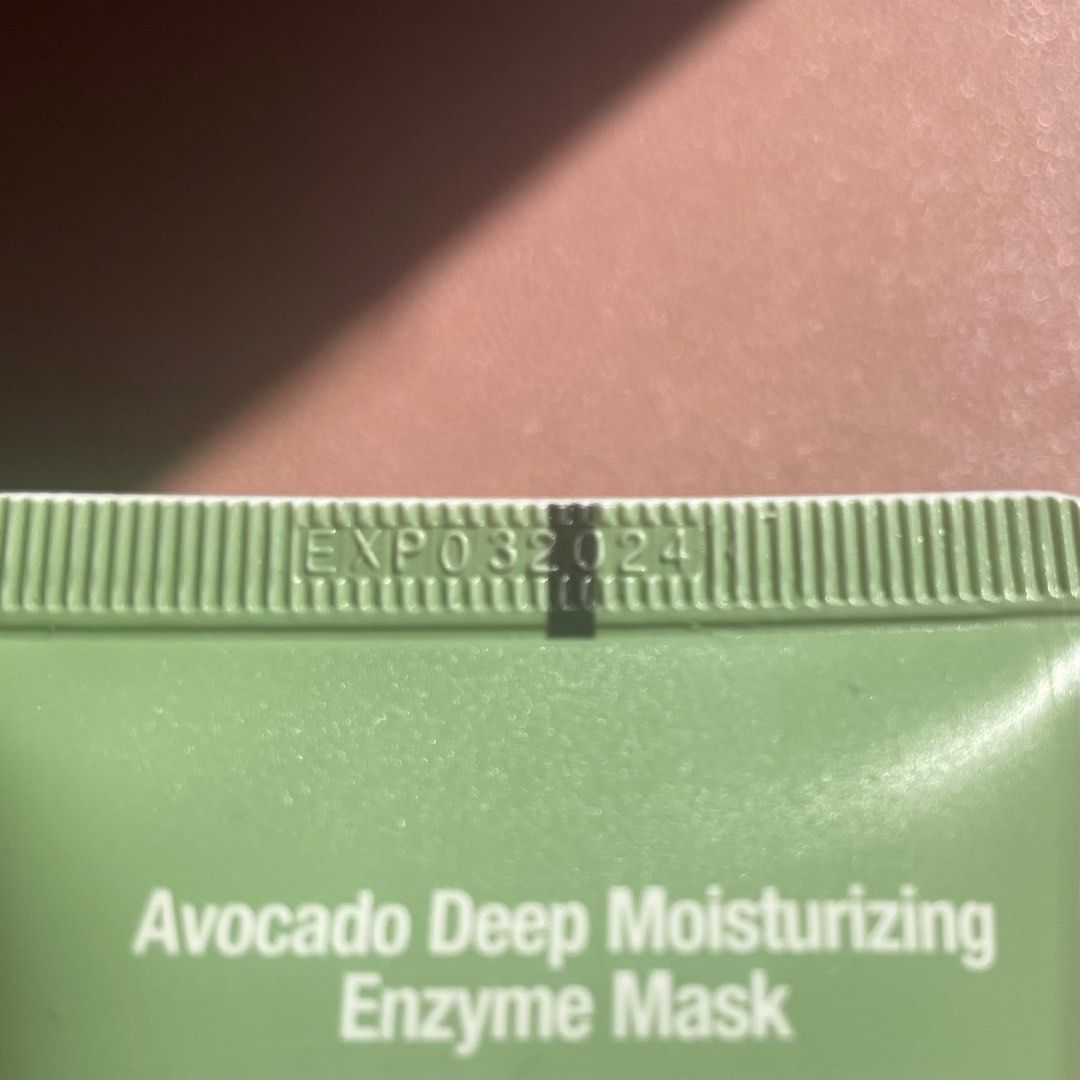 EXP032024
Avocado Deep Moisturizing
Enzyme Mask